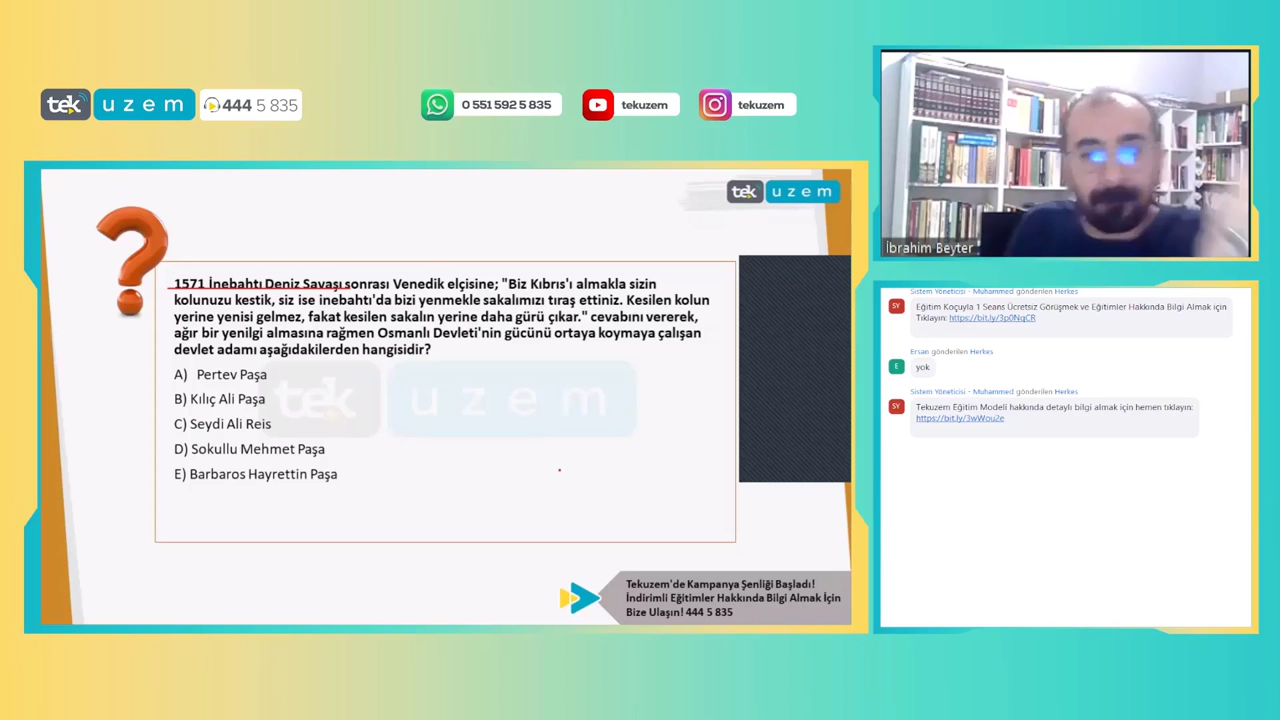 tek uzem 444 5 835
0 551 592 5 835
tekuzem
tekuzem
tek uzem
1571 İnebahtı Deniz Savaşı sonrası Venedik elçisine; "Biz Kıbrıs'ı almakla sizin
kolunuzu kestik, siz ise inebahtı'da bizi yenmekle sakalımızı tıraş ettiniz. Kesilen kolun
yerine yenisi gelmez, fakat kesilen sakalın yerine daha gürü çıkar." cevabını vererek,
ağır bir yenilgi almasına rağmen Osmanlı Devleti'nin gücünü ortaya koymaya çalışan
devlet adamı aşağıdakilerden hangisidir?
A) Pertev Paşa
B) Kılıç Ali Paşa
C) Seydi Ali Reis
D) Sokullu Mehmet Paşa
E) Barbaros Hayrettin Paşa
tek uzem
Tekuzem'de Kampanya Şenliği Başladı!
İndirimli Eğitimler Hakkında Bilgi Almak İçin
Bize Ulaşın! 444 5 835
İbrahim Beyter
Sistem Yöneticisi - Muhammed gönderilen Herkes
SY
Eğitim Koçuyla 1 Seans Ücretsiz Görüşmek ve Eğitimler Hakkında Bilgi Almak için
Tıklayın: https://bit.ly/3p0NqCR
Ersan gönderilen Herkes
E
yok
Sistem Yöneticisi - Muhammed gönderilen Herkes
SY
Tekuzem Eğitim Modeli hakkında detaylı bilgi almak için hemen tıklayın:
https://bit.ly/3wWou2e